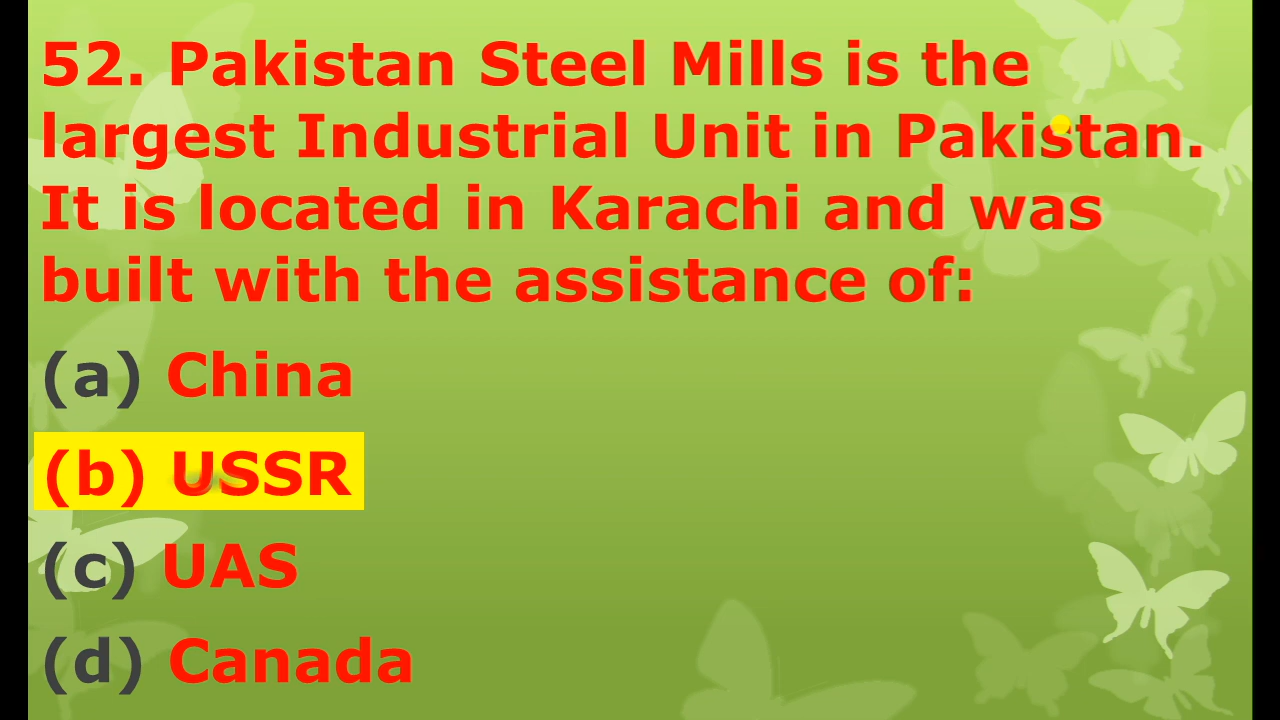 52. Pakistan Steel Mills is the
largest Industrial Unit in Pakistan.
It is located in Karachi and was
built with the assistance of:
(a) China
(b) USSR
(c) UAS
(d) Canada